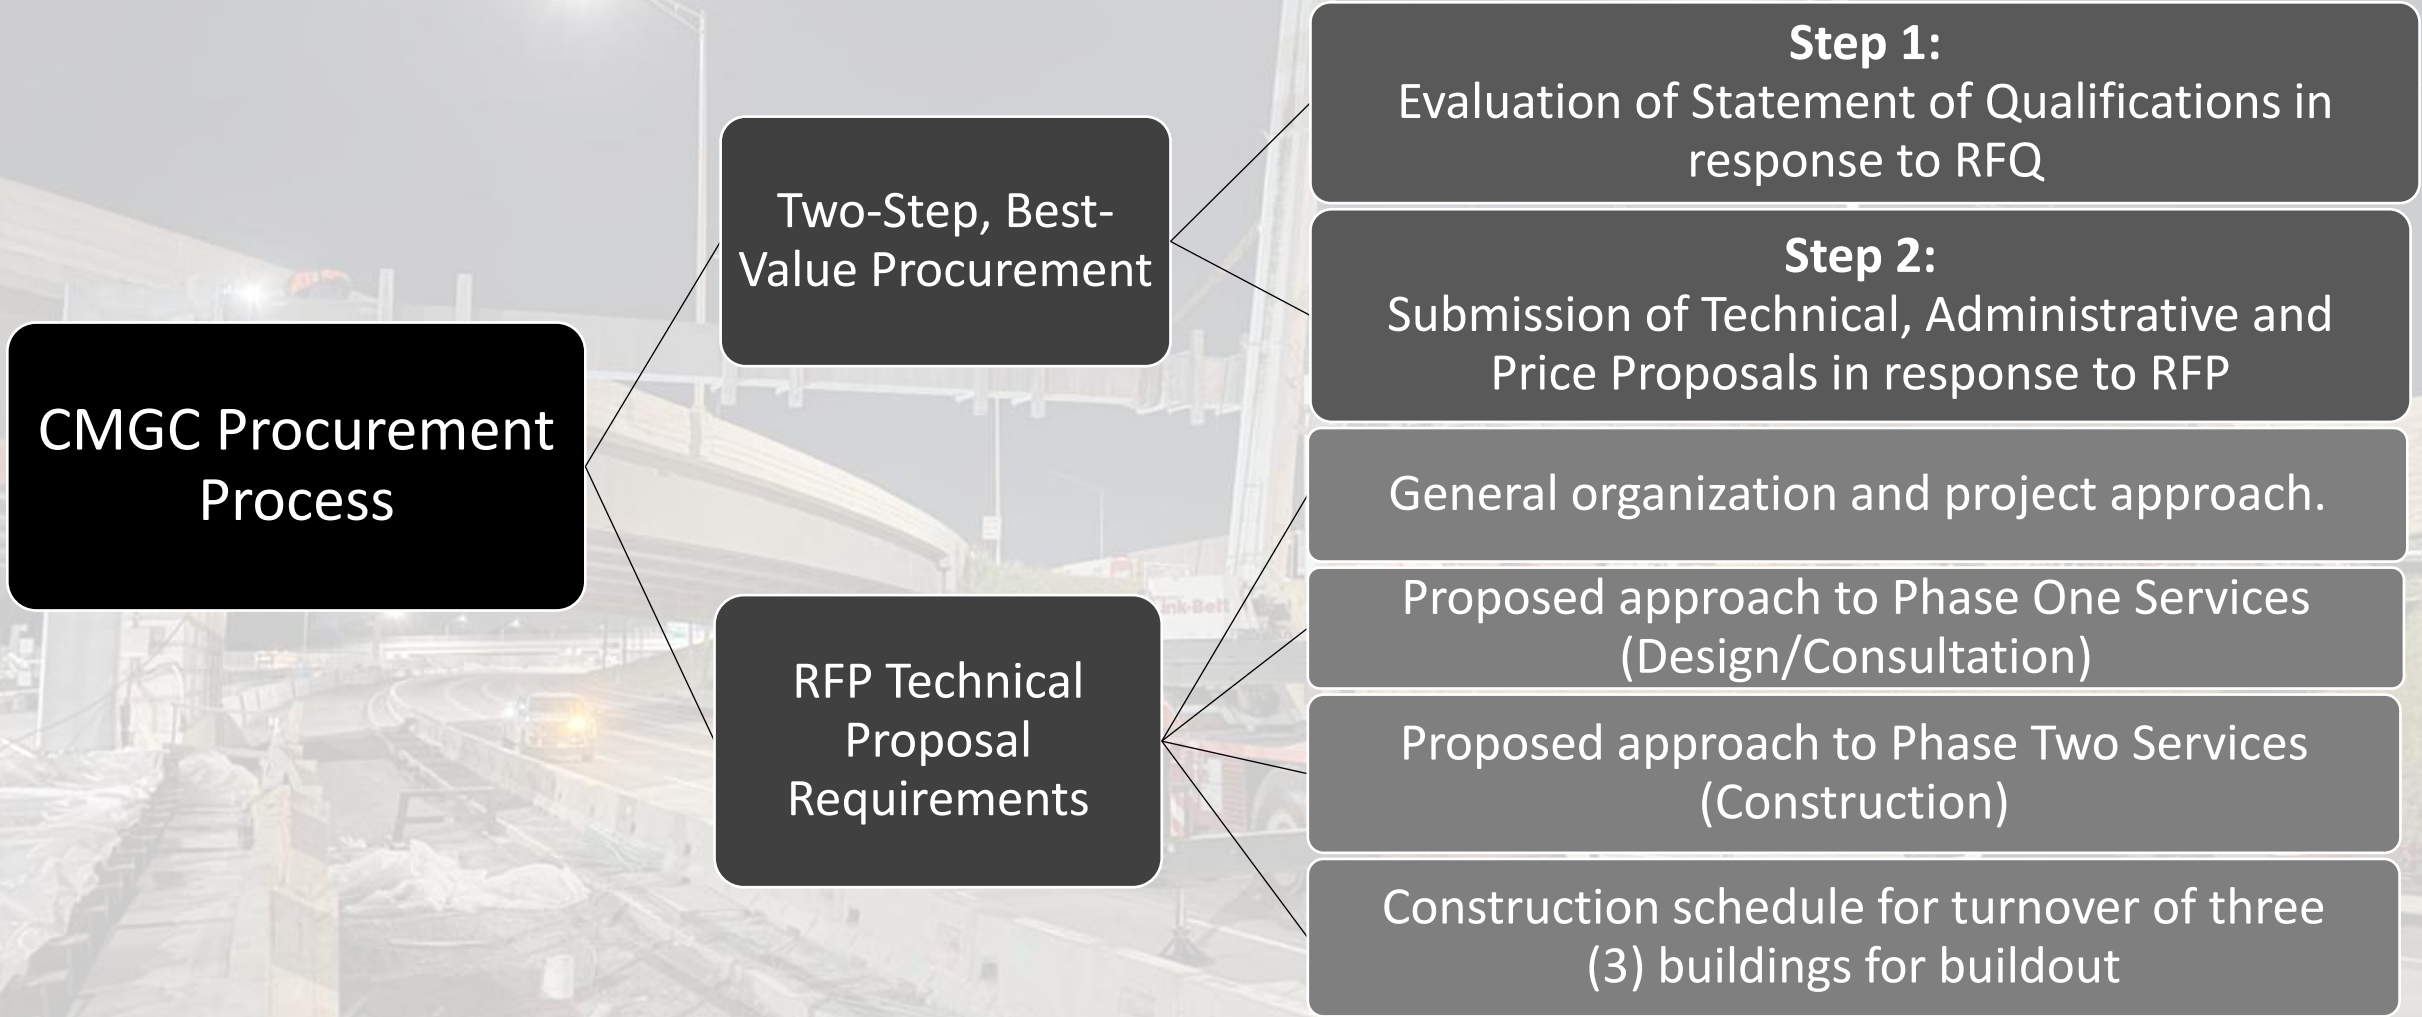 CMGC Procurement
Process
Two-Step, Best-
Value Procurement
Step 1:
Evaluation of Statement of Qualifications in
response to RFQ
Step 2:
Submission of Technical, Administrative and
Price Proposals in response to RFP
RFP Technical
Proposal
Requirements
General organization and project approach.
Proposed approach to Phase One Services
(Design/Consultation)
Proposed approach to Phase Two Services
(Construction)
Construction schedule for turnover of three
(3) buildings for buildout
ink-Belt